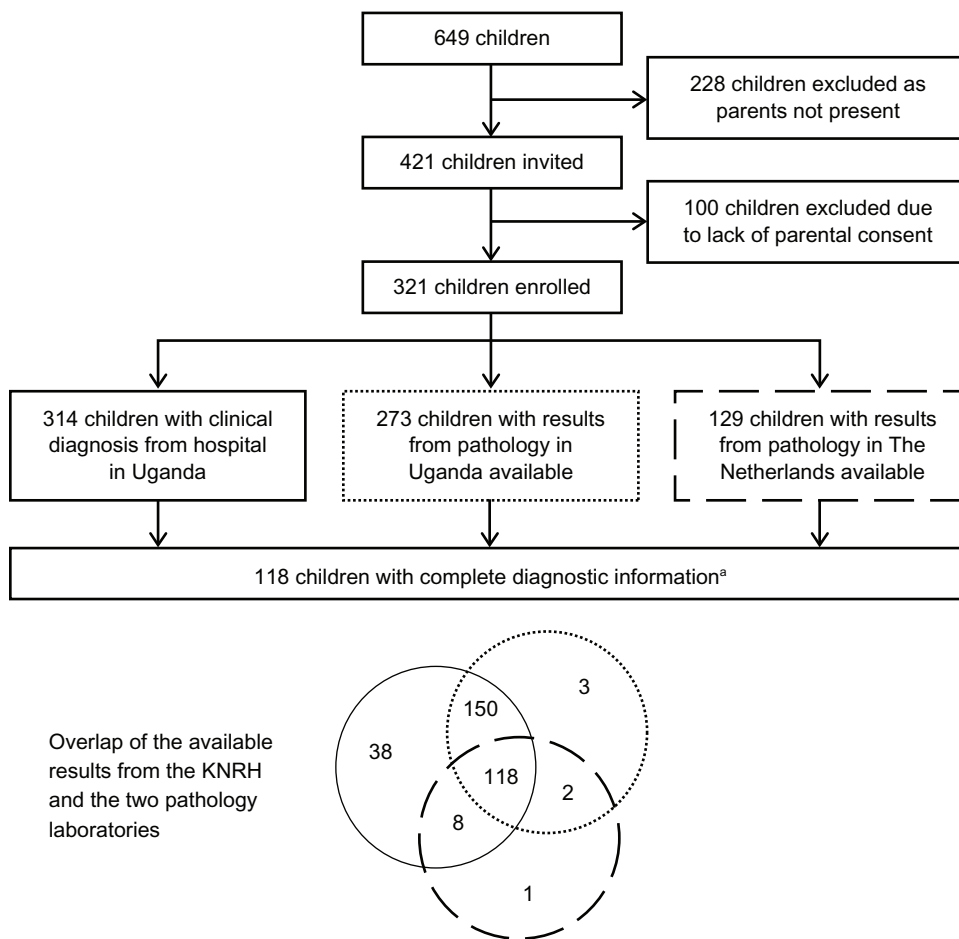 649 children
228 children excluded as
parents not present
421 children invited
100 children excluded due
to lack of parental consent
321 children enrolled
314 children with clinical
diagnosis from hospital
in Uganda
273 children with results
from pathology in
Uganda available
129 children with results
from pathology in The
Netherlands available
118 children with complete diagnostic informationᵃ
Overlap of the available
results from the KNRH
and the two pathology
laboratories
38
150
3
118
2
8
1